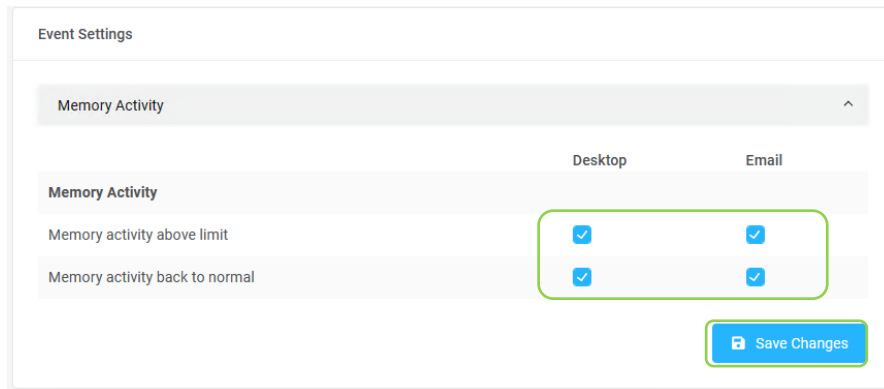 Event Settings
Memory Activity
Desktop Email
Memory Activity
Memory activity above limit
Memory activity back to normal
Save Changes